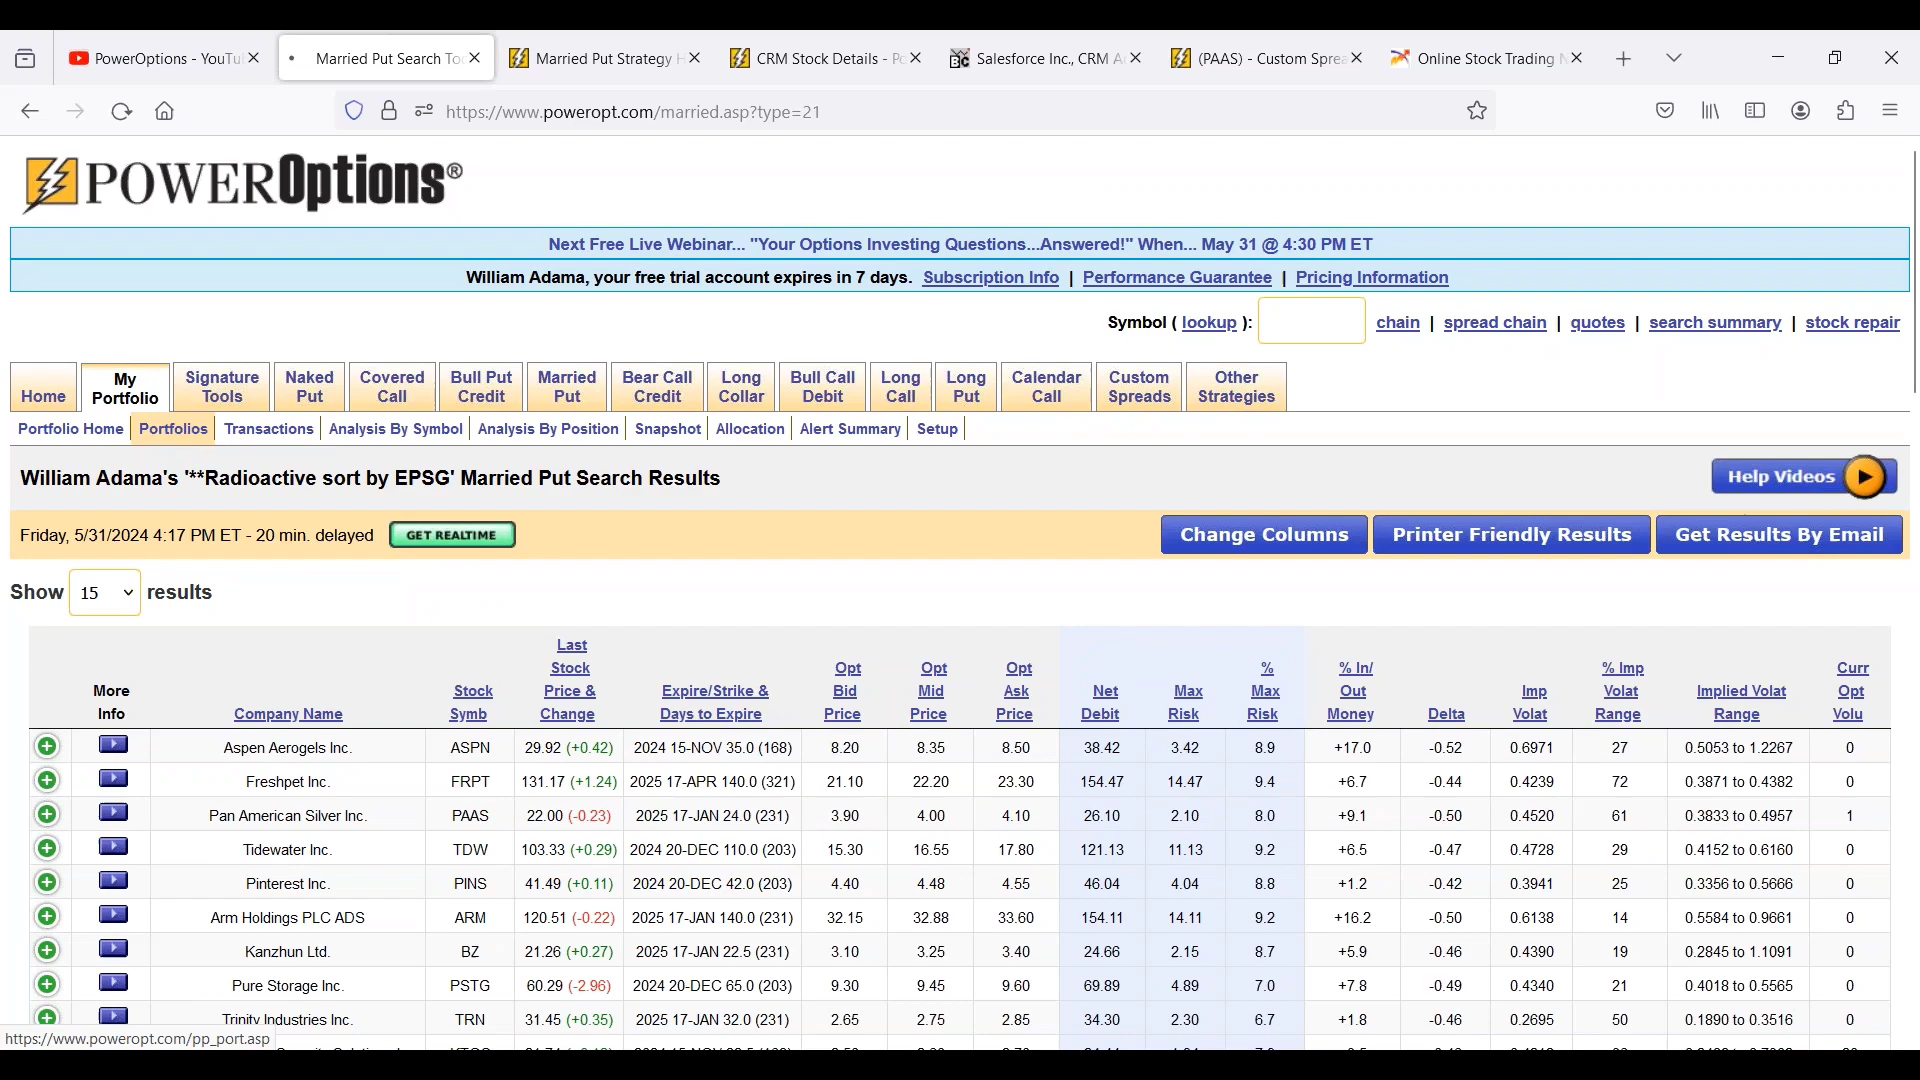 PowerOptions - YouTu
Married Put Search To
Married Put Strategy H
CRM Stock Details - Po
Salesforce Inc., CRM A
(PAAS) - Custom Sprea
Online Stock Trading N
https://www.poweropt.com/married.asp?type=21
POWEROptions®
Next Free Live Webinar... "Your Options Investing Questions...Answered!" When... May 31 @ 4:30 PM ET
William Adama, your free trial account expires in 7 days. Subscription Info | Performance Guarantee | Pricing Information
Symbol ( lookup ): chain | spread chain | quotes | search summary | stock repair
Home
My Portfolio
Signature Tools
Naked Put
Covered Call
Bull Put Credit
Married Put
Bear Call Credit
Long Collar
Bull Call Debit
Long Call
Long Put
Calendar Call
Custom Spreads
Other Strategies
Portfolio Home Portfolios Transactions Analysis By Symbol Analysis By Position Snapshot Allocation Alert Summary Setup
William Adama's '**Radioactive sort by EPSG' Married Put Search Results
Help Videos
Friday, 5/31/2024 4:17 PM ET - 20 min. delayed GET REALTIME
Change Columns Printer Friendly Results Get Results By Email
Show 15 results
More Info
Company Name
Stock Symb
Last Stock Price & Change
Expire/Strike & Days to Expire
Opt Bid Price
Opt Mid Price
Opt Ask Price
Net Debit
Max Risk
% Max Risk
% In/ Out Money
Delta
Imp Volat
% Imp Volat Range
Implied Volat Range
Curr Opt Volu
Aspen Aerogels Inc. ASPN 29.92 (+0.42) 2024 15-NOV 35.0 (168) 8.20 8.35 8.50 38.42 3.42 8.9 +17.0 -0.52 0.6971 27 0.5053 to 1.2267 0
Freshpet Inc. FRPT 131.17 (+1.24) 2025 17-APR 140.0 (321) 21.10 22.20 23.30 154.47 14.47 9.4 +6.7 -0.44 0.4239 72 0.3871 to 0.4382 0
Pan American Silver Inc. PAAS 22.00 (-0.23) 2025 17-JAN 24.0 (231) 3.90 4.00 4.10 26.10 2.10 8.0 +9.1 -0.50 0.4520 61 0.3833 to 0.4957 1
Tidewater Inc. TDW 103.33 (+0.29) 2024 20-DEC 110.0 (203) 15.30 16.55 17.80 121.13 11.13 9.2 +6.5 -0.47 0.4728 29 0.4152 to 0.6160 0
Pinterest Inc. PINS 41.49 (+0.11) 2024 20-DEC 42.0 (203) 4.40 4.48 4.55 46.04 4.04 8.8 +1.2 -0.42 0.3941 25 0.3356 to 0.5666 0
Arm Holdings PLC ADS ARM 120.51 (-0.22) 2025 17-JAN 140.0 (231) 32.15 32.88 33.60 154.11 14.11 9.2 +16.2 -0.50 0.6138 14 0.5584 to 0.9661 0
Kanzhun Ltd. BZ 21.26 (+0.27) 2025 17-JAN 22.5 (231) 3.10 3.25 3.40 24.66 2.15 8.7 +5.9 -0.46 0.4390 19 0.2845 to 1.1091 0
Pure Storage Inc. PSTG 60.29 (-2.96) 2024 20-DEC 65.0 (203) 9.30 9.45 9.60 69.89 4.89 7.0 +7.8 -0.49 0.4340 21 0.4018 to 0.5565 0
Trinity Industries Inc. TRN 31.45 (+0.35) 2025 17-JAN 32.0 (231) 2.65 2.75 2.85 34.30 2.30 6.7 +1.8 -0.46 0.2695 50 0.1890 to 0.3516 0
https://www.poweropt.com/pp_port.asp